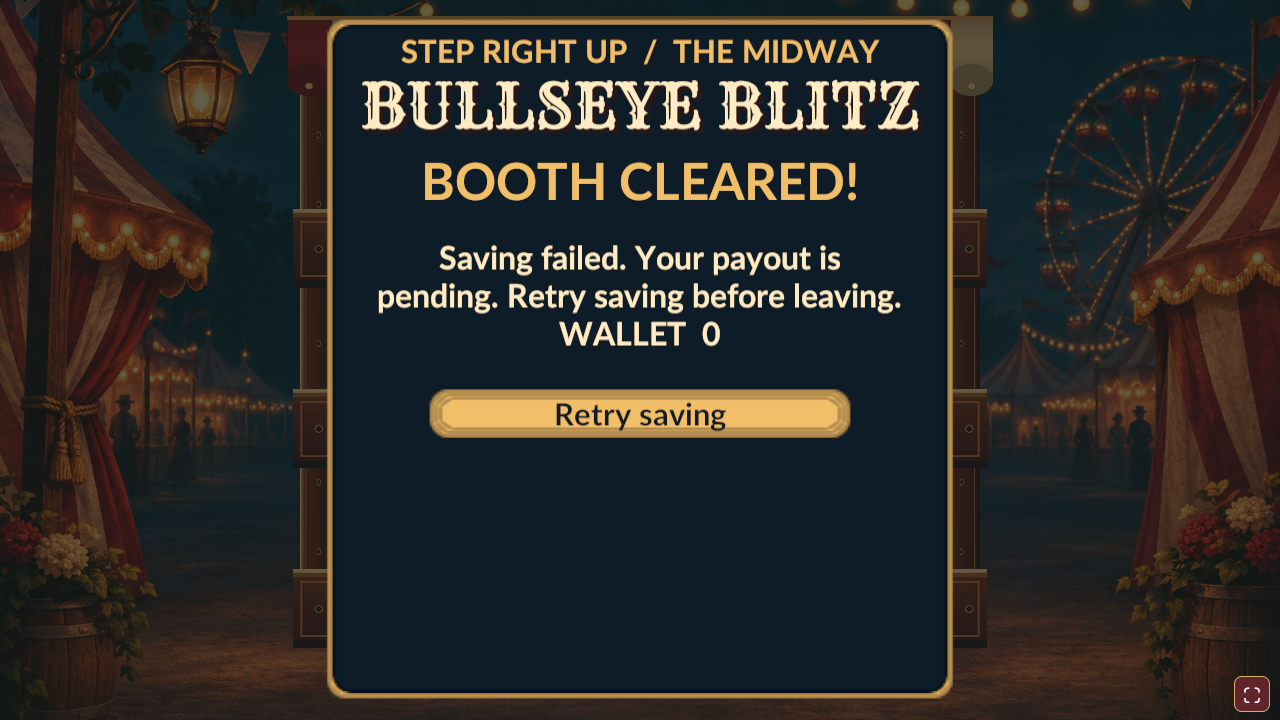 STEP RIGHT UP / THE MIDWAY
BULLSEYE BLITZ
BOOTH CLEARED!
Saving failed. Your payout is
pending. Retry saving before leaving.
WALLET 0
Retry saving